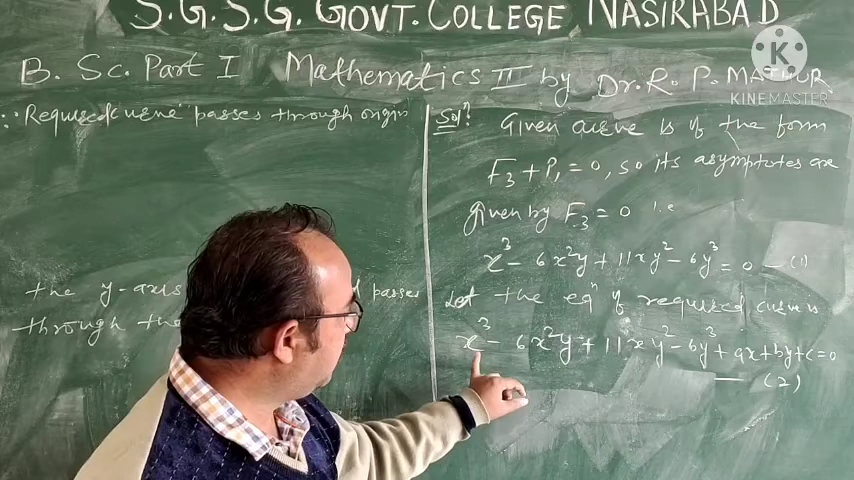 S.G.S.G. GOVT. COLLEGE NASIRABAD
B. Sc. Part I Mathematics II by Dr. R. P. MATHUR
KINEMASTER
∵ Required curve passes through origin
the y-axis passes
through the
Solⁿ Given curve is of the form
F₃ + P₁ = 0, so its asymptotes are
given by F₃ = 0 i.e
x³ - 6x²y + 11xy² - 6y³ = 0 —(1)
Let the eqⁿ of required curve is
x³ - 6x²y + 11xy² - 6y³ + ax + by + c = 0
— (2)